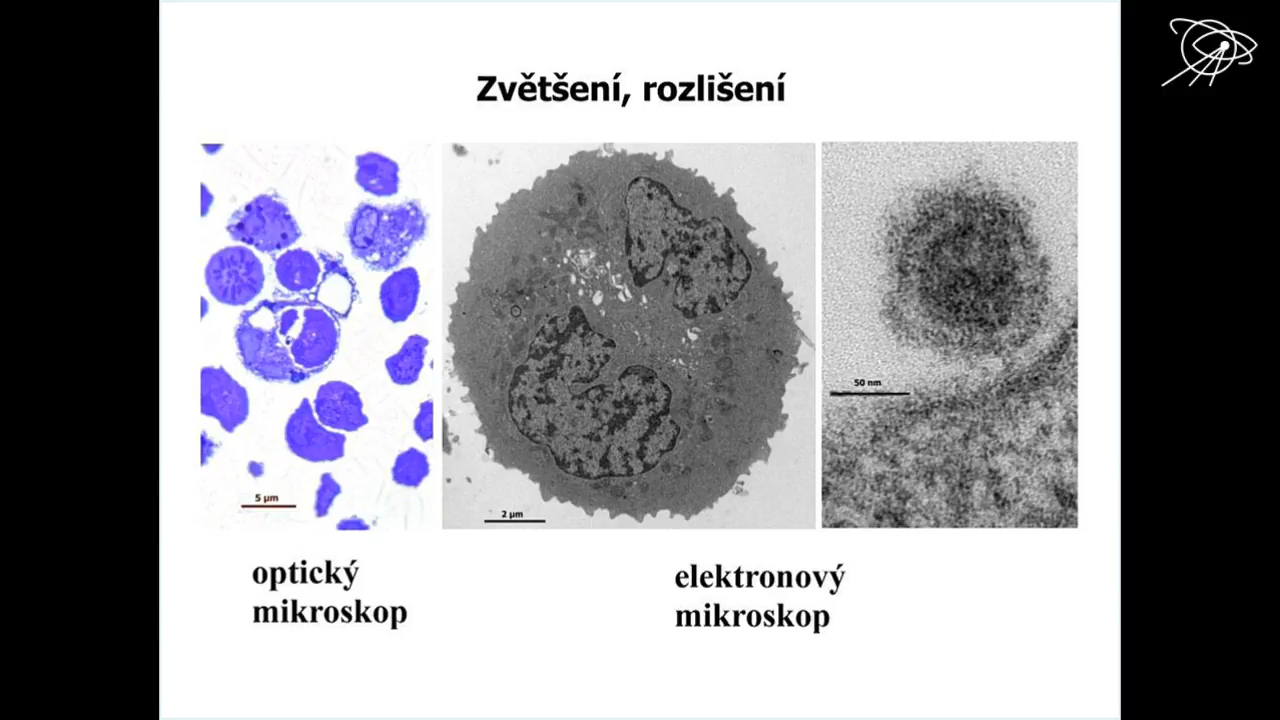 Zvětšení, rozlišení
5 µm
2 µm
50 nm
optický
mikroskop
elektronový
mikroskop